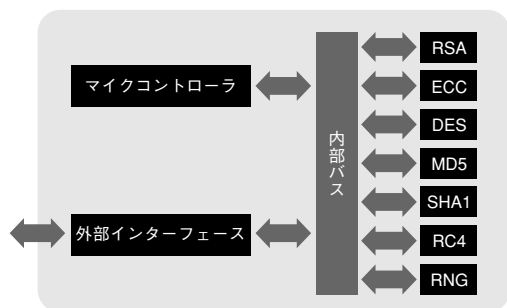 マイクコントローラ
外部インターフェース
内部バス
RSA
ECC
DES
MD5
SHA1
RC4
RNG